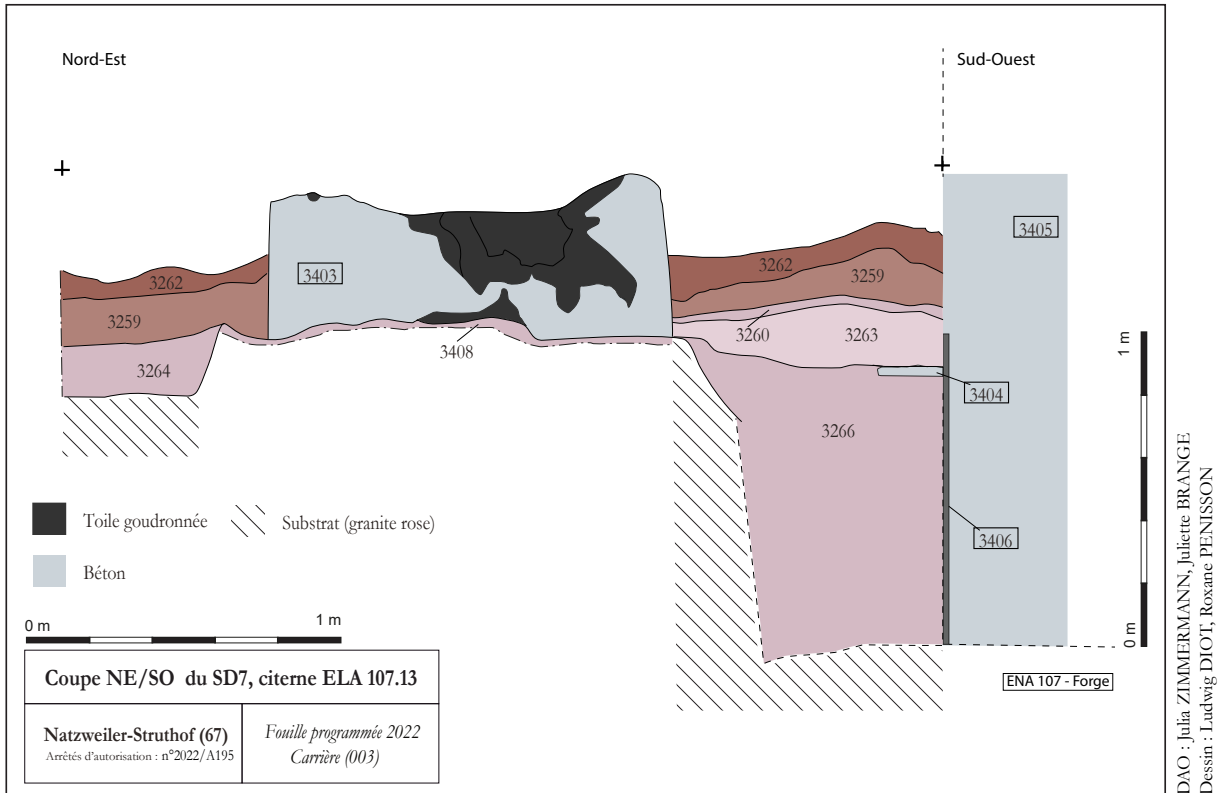 Nord-Est
Sud-Ouest
3405
3262
3262
3403
3259
3259
3260
3263
3408
3264
3404
3266
1 m
Toile goudronnée
Substrat (granite rose)
3406
Béton
0 m
1 m
0 m
Coupe NE/SO du SD7, citerne ELA 107.13
ENA 107 - Forge
Natzweiler-Struthof (67)
Arrêtés d'autorisation : n°2022/A195
Fouille programmée 2022
Carrière (003)
DAO : Julia ZIMMERMANN, Juliette BRANGE
Dessin : Ludwig DIOT, Roxane PENISSON